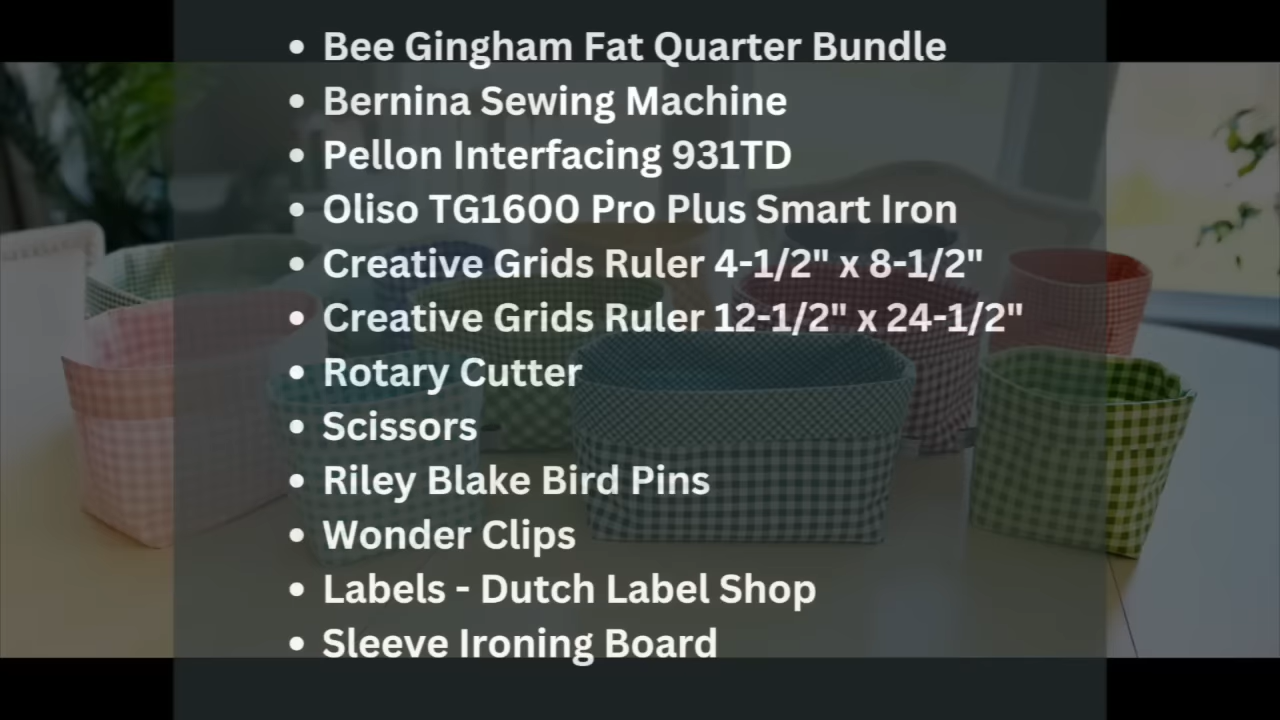 • Bee Gingham Fat Quarter Bundle
• Bernina Sewing Machine
• Pellon Interfacing 931TD
• Oliso TG1600 Pro Plus Smart Iron
• Creative Grids Ruler 4-1/2" x 8-1/2"
• Creative Grids Ruler 12-1/2" x 24-1/2"
• Rotary Cutter
• Scissors
• Riley Blake Bird Pins
• Wonder Clips
• Labels - Dutch Label Shop
• Sleeve Ironing Board